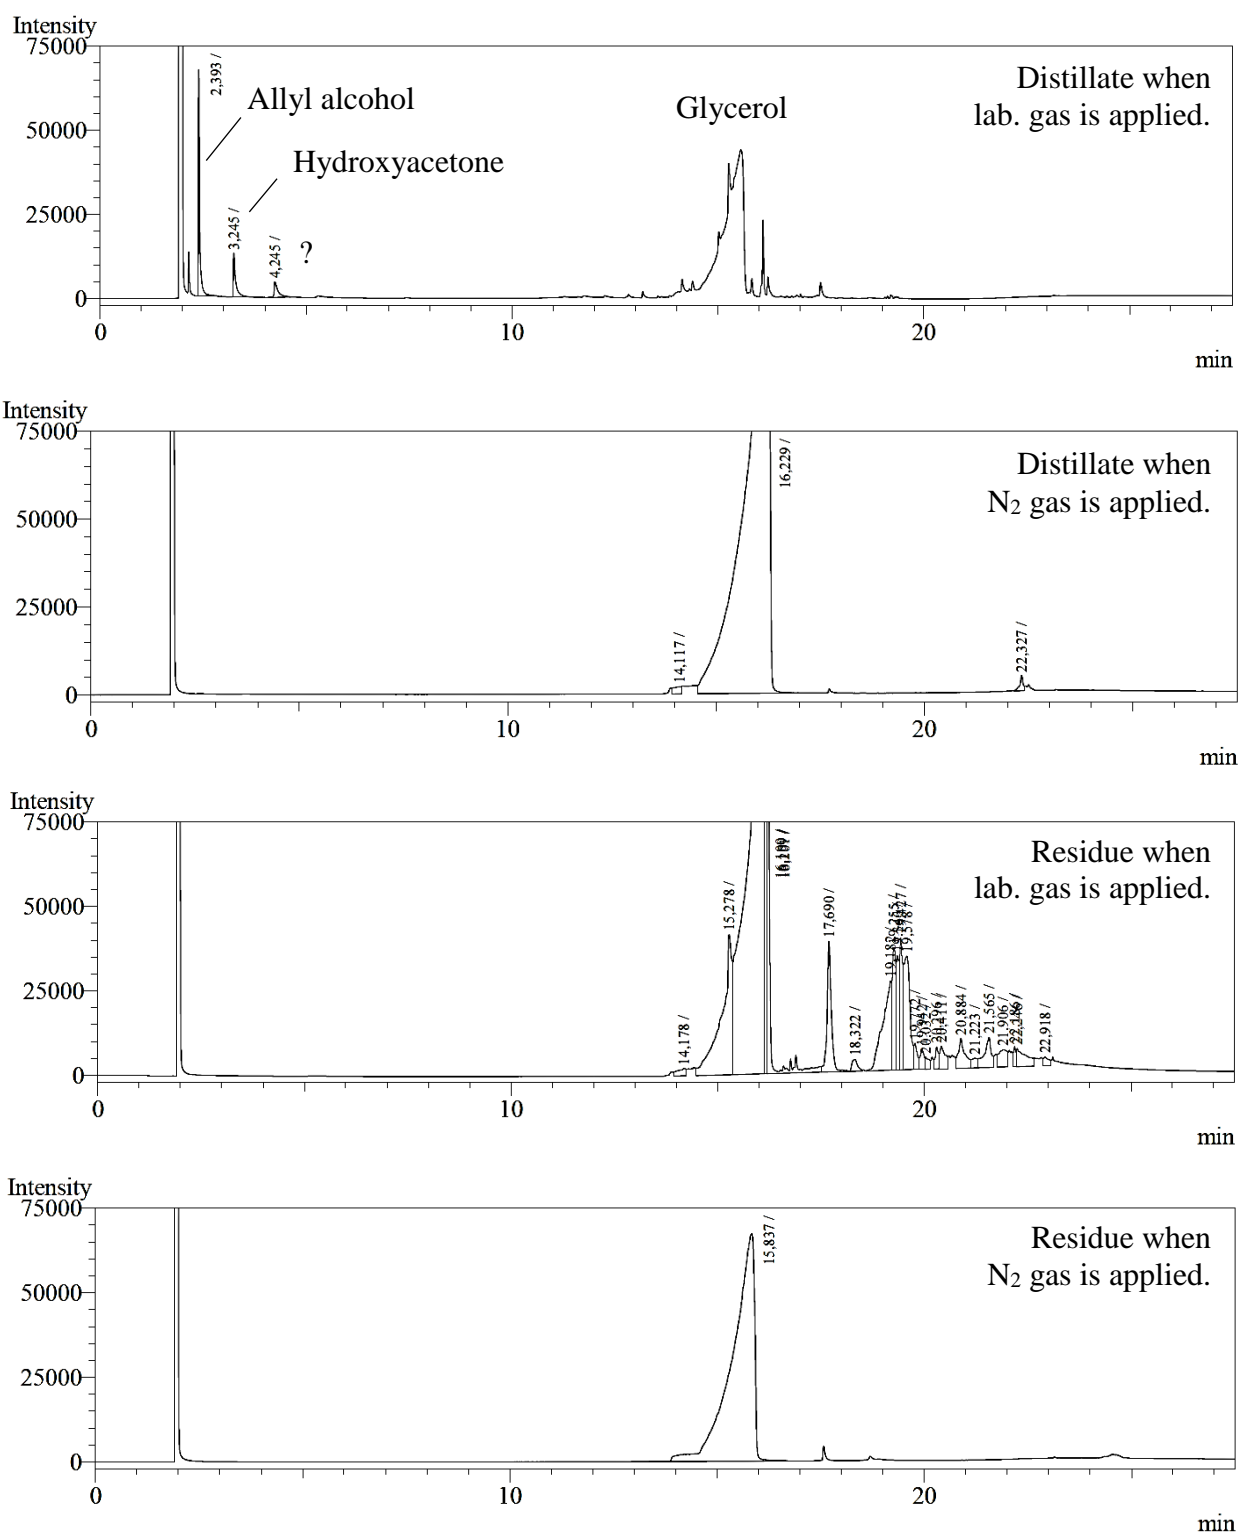 Intensity
75000
50000
25000
0
2,393 /
Allyl alcohol
Hydroxyacetone
3,245 /
4,245 /
?
Glycerol
Distillate when
lab. gas is applied.
0
10
20
min
Intensity
75000
50000
25000
0
14,117 /
16,229 /
22,327 /
Distillate when
N2 gas is applied.
0
10
20
min
Intensity
75000
50000
25000
0
14,178 /
15,278 /
17,690 /
18,322 /
19,578 /
20,411 /
20,884 /
21,223 /
21,565 /
21,906 /
22,918 /
Residue when
lab. gas is applied.
0
10
20
min
Intensity
75000
50000
25000
0
15,837 /
Residue when
N2 gas is applied.
0
10
20
min